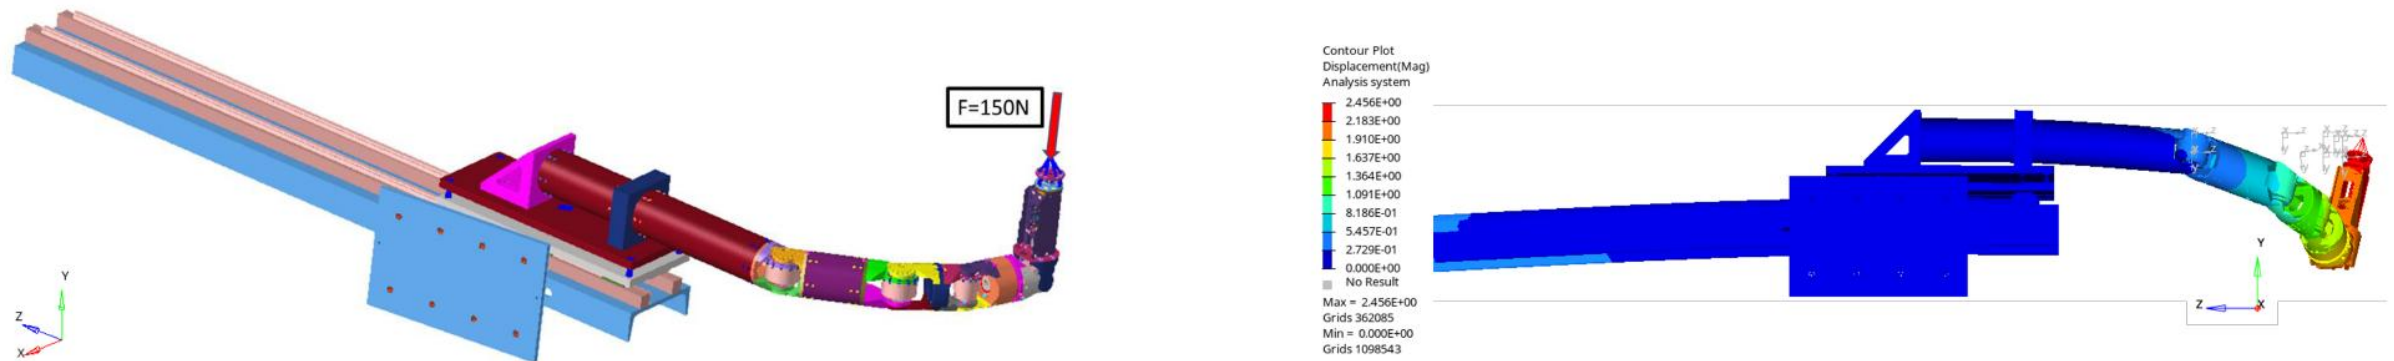 F=150N
Y
Z
X
Contour Plot
Displacement(Mag)
Analysis system
2.456E+00
2.183E+00
1.910E+00
1.637E+00
1.364E+00
1.091E+00
8.186E-01
5.457E-01
2.729E-01
0.000E+00
No Result
Max = 2.456E+00
Grids 362085
Min = 0.000E+00
Grids 1098543
Y
Z
X